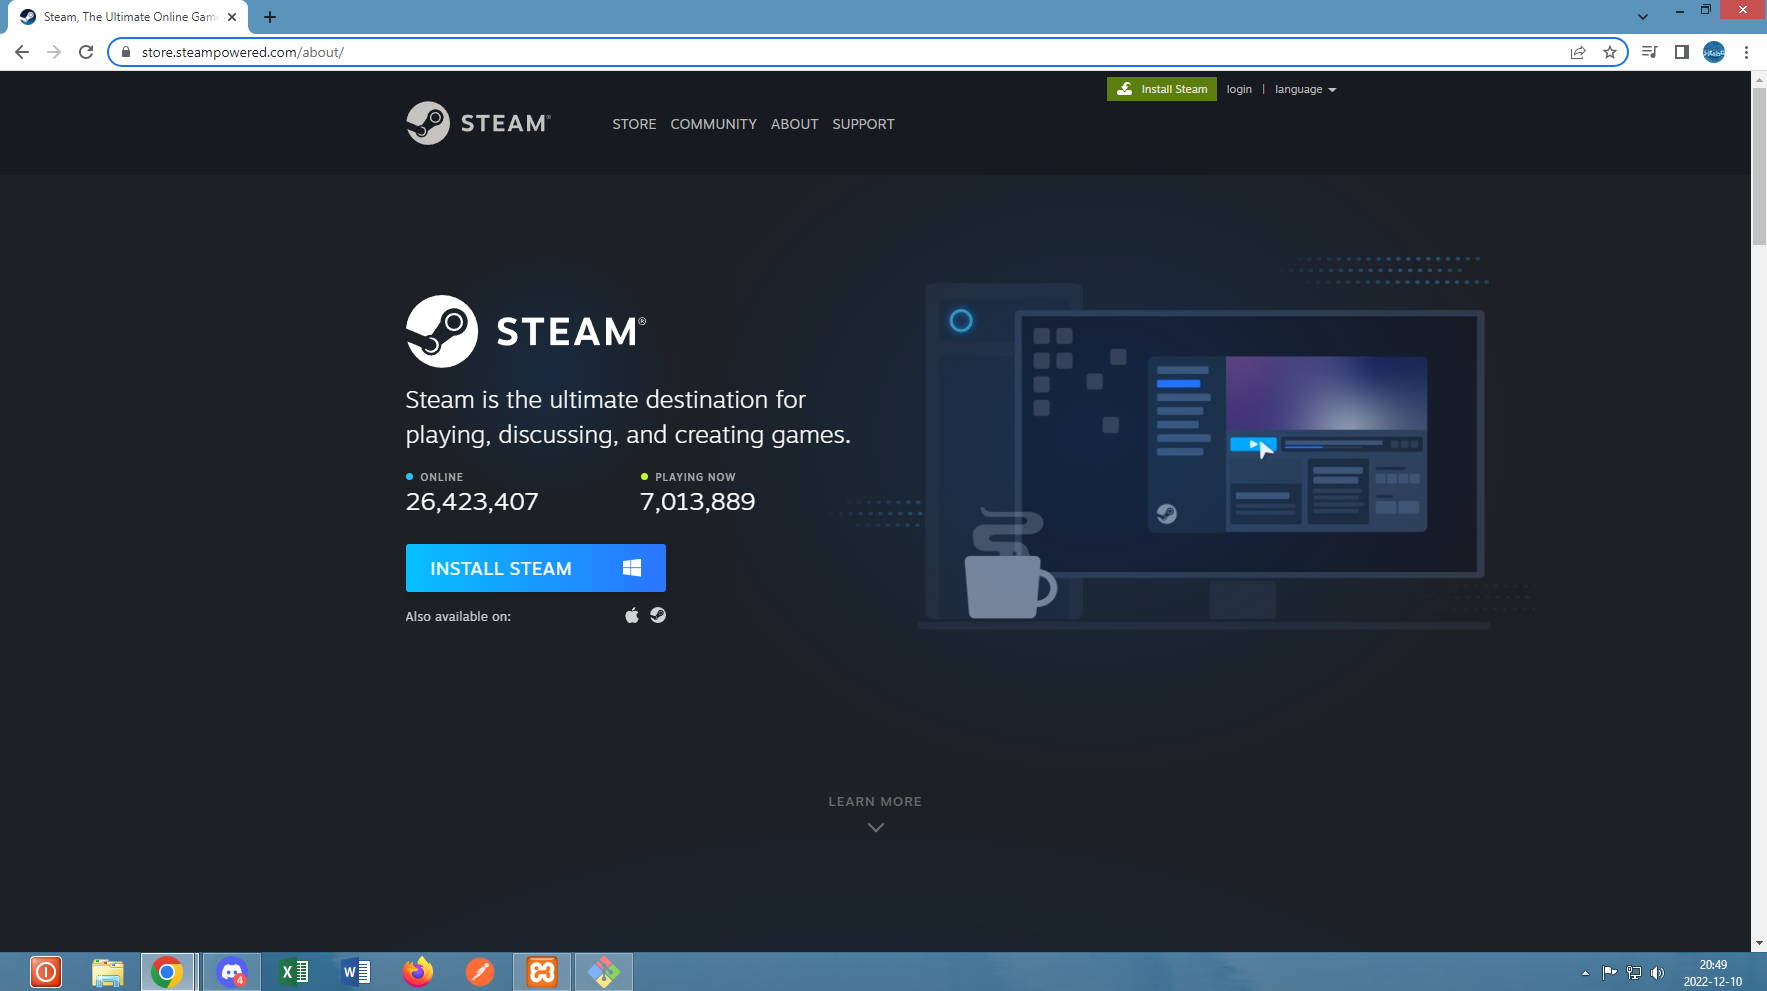 Steam, The Ultimate Online Game
store.steampowered.com/about/
Install Steam
login
|
language
STEAM®
STORE
COMMUNITY
ABOUT
SUPPORT
STEAM®
Steam is the ultimate destination for
playing, discussing, and creating games.
ONLINE
PLAYING NOW
26,423,407
7,013,889
INSTALL STEAM
Also available on:
LEARN MORE
4
20:49
2022-12-10